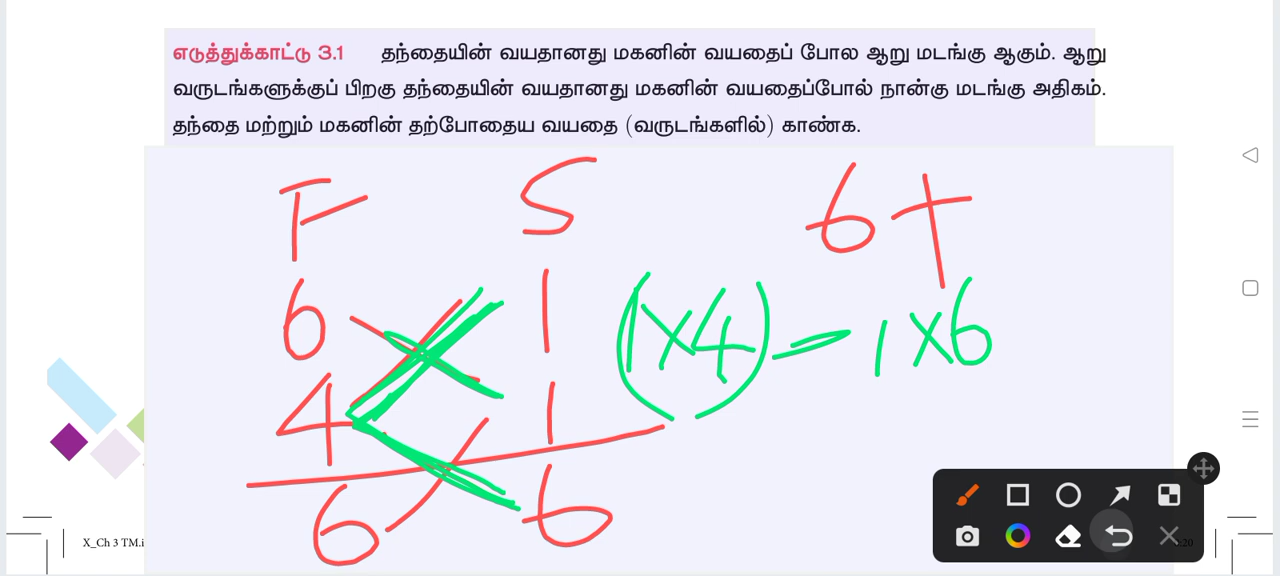 எடுத்துக்காட்டு 3.1 தந்தையின் வயதானது மகனின் வயதைப் போல ஆறு மடங்கு ஆகும். ஆறு
வருடங்களுக்குப் பிறகு தந்தையின் வயதானது மகனின் வயதைப்போல் நான்கு மடங்கு அதிகம்.
தந்தை மற்றும் மகனின் தற்போதைய வயதை (வருடங்களில்) காண்க.
F S 6+
6 1 (1×4) - 1×6
4 1
6 6
X_Ch 3 TM.i